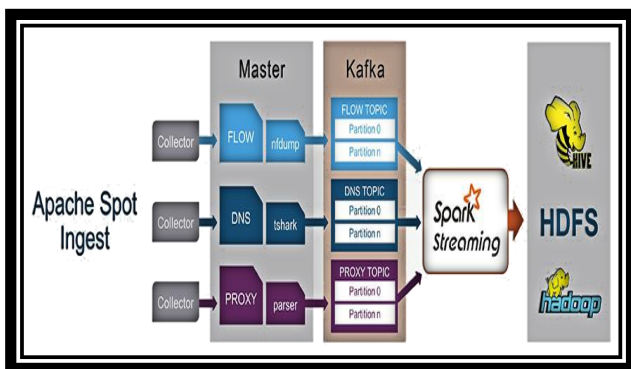 Apache Spot
Ingest
Master
Kafka
Collector
FLOW
nfdump
FLOW TOPIC
Partition 0
Partition n
Collector
DNS
tshark
DNS TOPIC
Partition 0
Partition n
Collector
PROXY
parser
PROXY TOPIC
Partition 0
Partition n
Spark
Streaming
HIVE
HDFS
hadoop